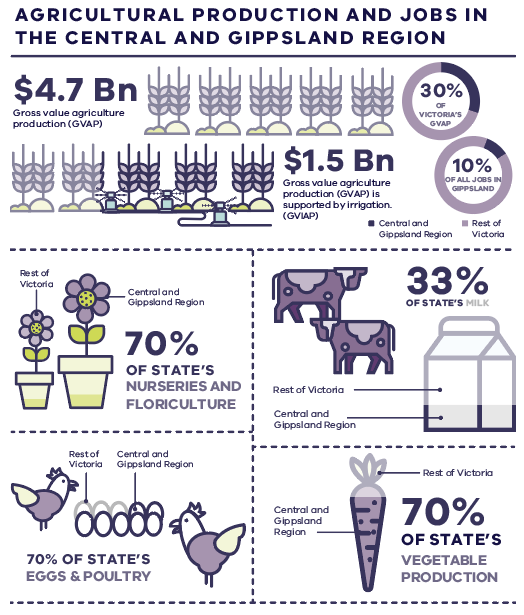 AGRICULTURAL PRODUCTION AND JOBS IN
THE CENTRAL AND GIPPSLAND REGION
$4.7 Bn
Gross value agriculture
production (GVAP)
30%
OF
VICTORIA'S
GVAP
$1.5 Bn
Gross value agriculture
production (GVAP) is
supported by irrigation.
(GVIAP)
10%
OF ALL JOBS IN
GIPPSLAND
Central and
Gippsland Region
Rest of
Victoria
Rest of
Victoria
Central and
Gippsland Region
70%
OF STATE'S
NURSERIES AND
FLORICULTURE
33%
OF STATE'S MILK
Rest of Victoria
Central and
Gippsland Region
Rest of
Victoria
Central and
Gippsland Region
70% OF STATE'S
EGGS & POULTRY
Rest of Victoria
Central and
Gippsland
Region
70%
OF STATE'S
VEGETABLE
PRODUCTION